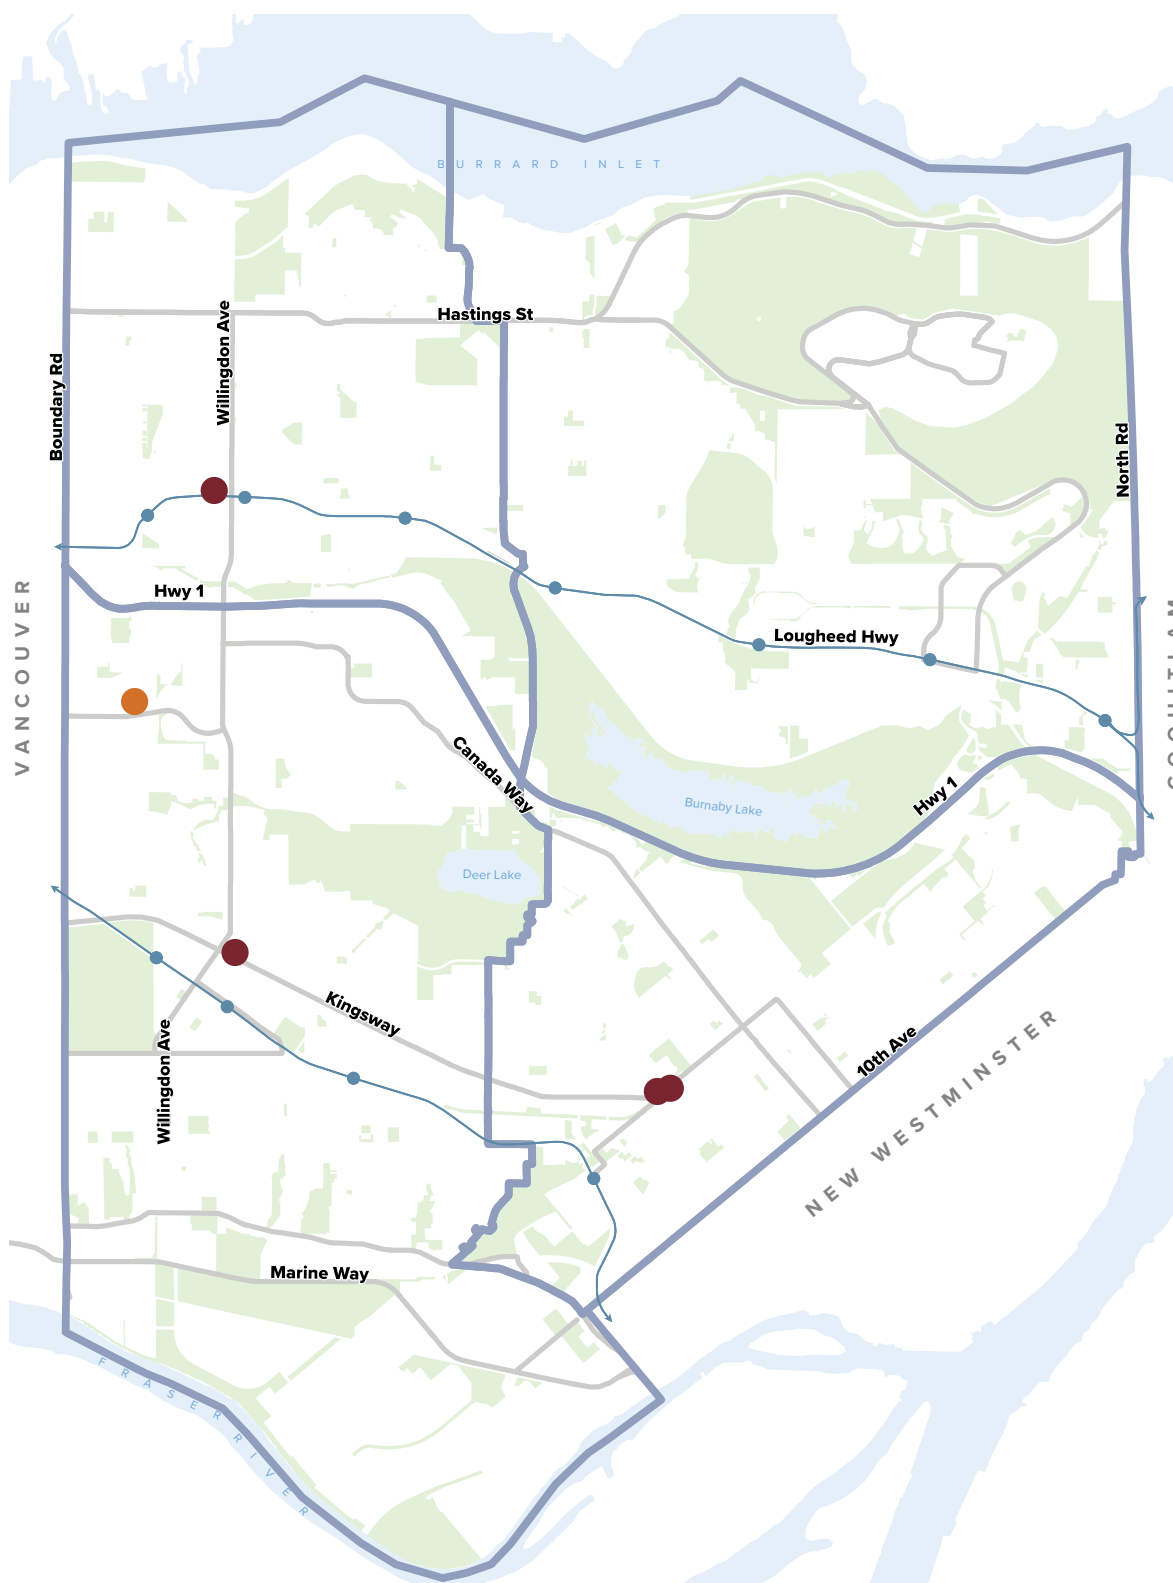 BURRARD INLET
Hastings St
Willingdon Ave
Boundary Rd
North Rd
VANCOUVER
Hwy 1
Lougheed Hwy
COQUITLAM
Canada Way
Burnaby Lake
Hwy 1
Deer Lake
Kingsway
Willingdon Ave
10th Ave
NEW WESTMINSTER
Marine Way
FRASER RIVER